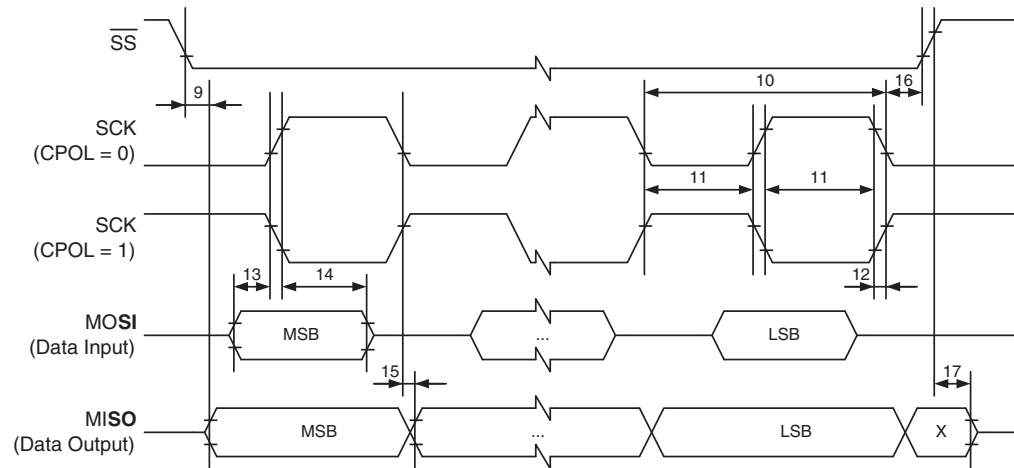 SS
10
16
9
SCK
(CPOL = 0)
11
11
SCK
(CPOL = 1)
13
14
12
MOSI
(Data Input)
MSB
...
LSB
15
17
MISO
(Data Output)
MSB
...
LSB
X